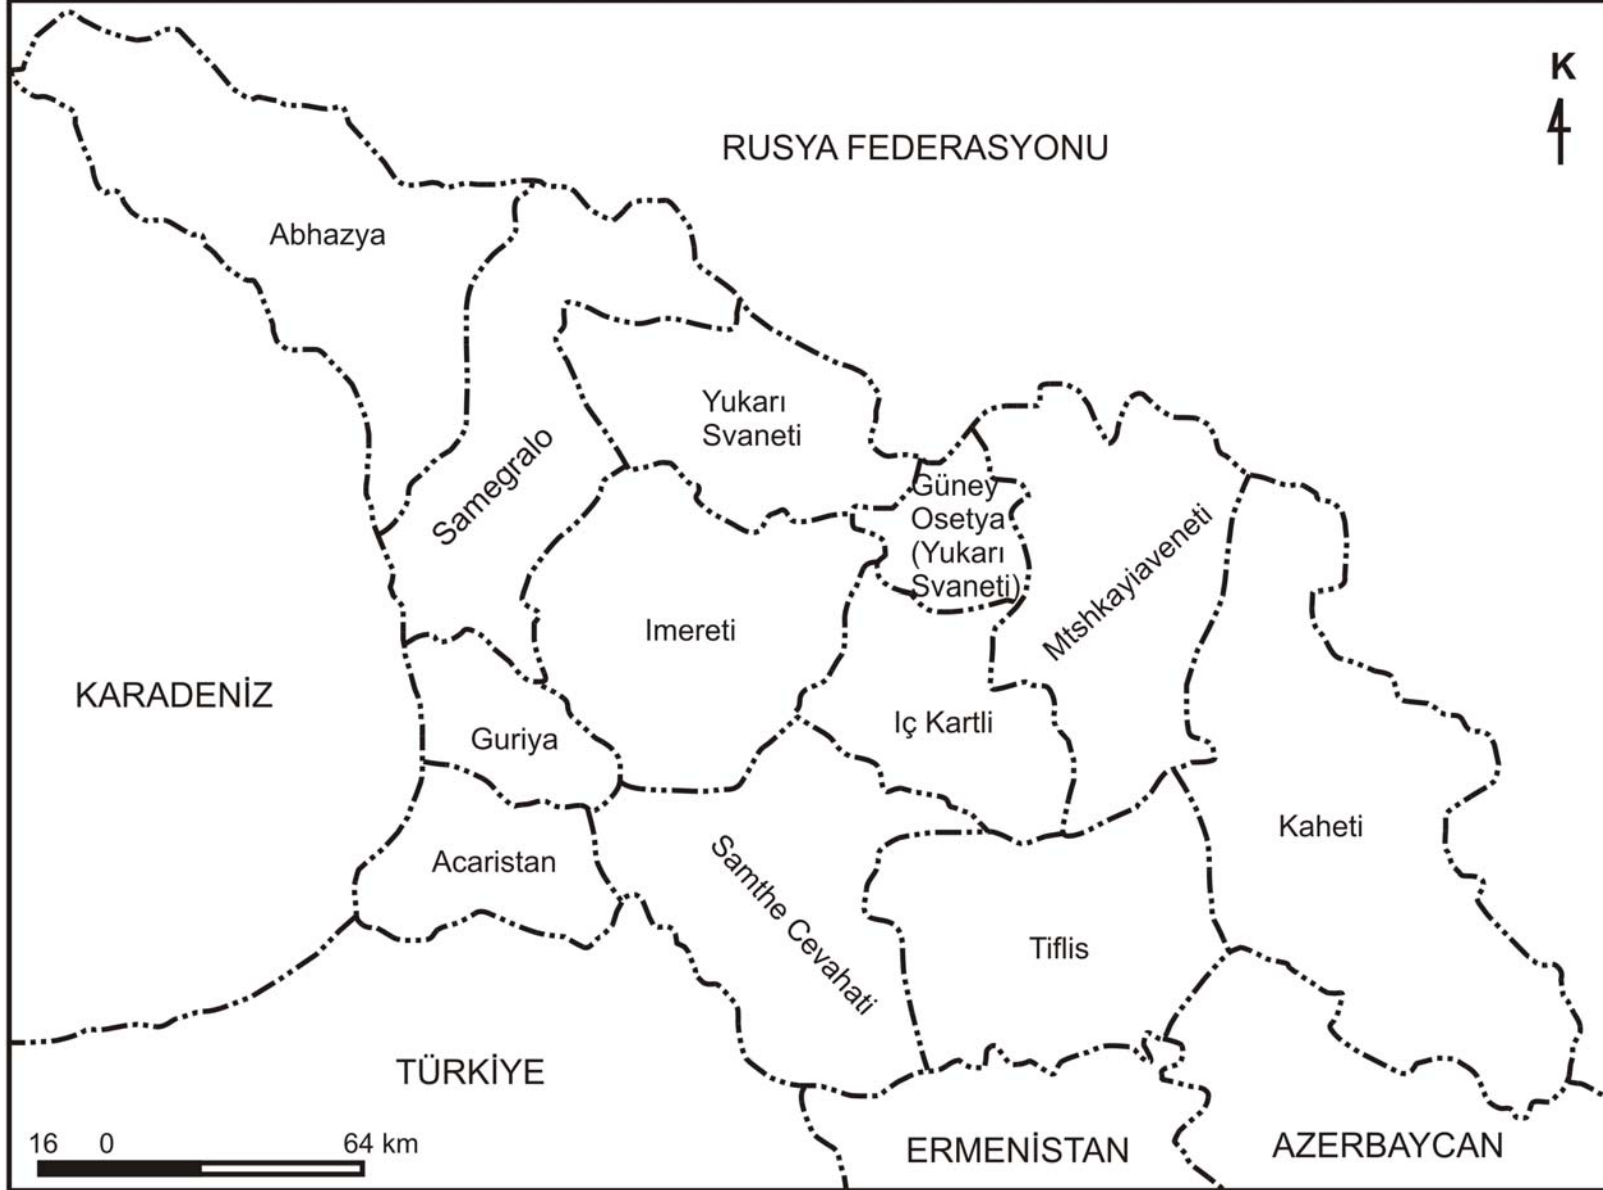 K
RUSYA FEDERASYONU
Abhazya
Yukarı
Svaneti
Samegralo
Güney
Osetya
(Yukarı
Svaneti)
Mtshkayiaveneti
Imereti
KARADENİZ
Guriya
Iç Kartli
Kaheti
Acaristan
Samthe Cevahati
Tiflis
TÜRKİYE
16 0 64 km
ERMENİSTAN
AZERBAYCAN